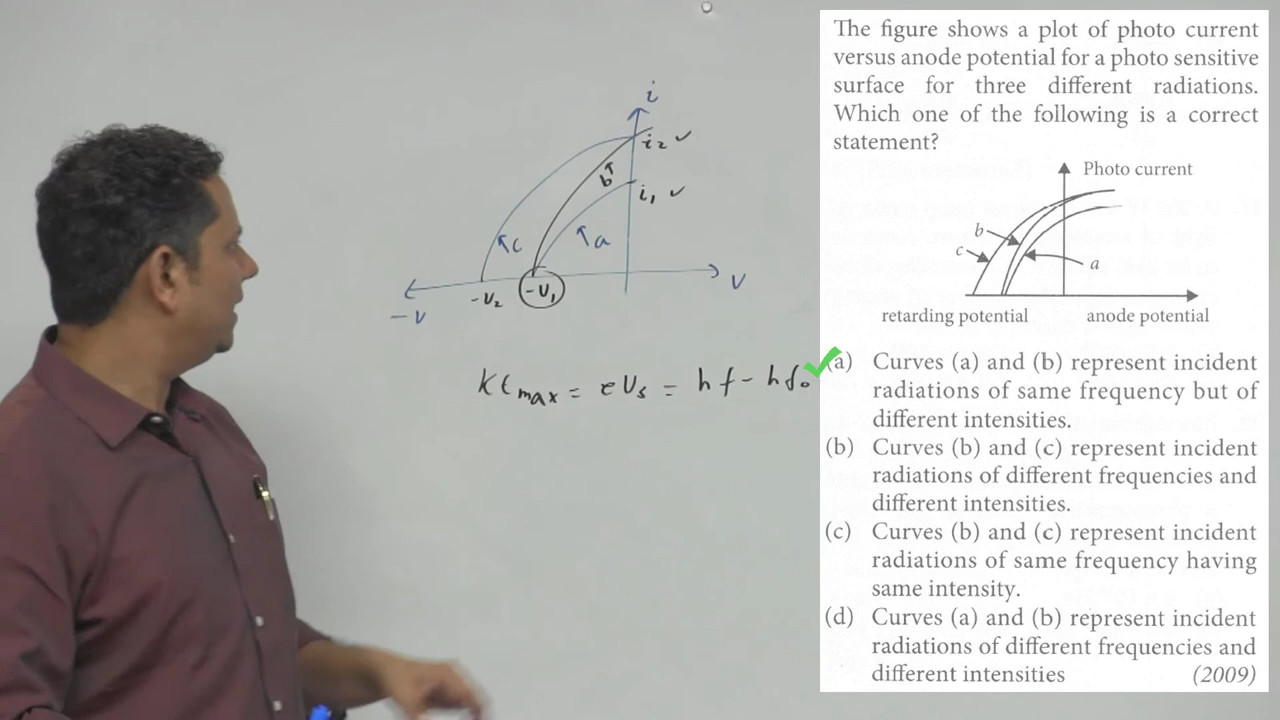 i
i₂ ✓
b
i₁ ✓
c
a
-V₂
-V₁
V
-V
KEmax = eVs = hf - hf₀
The figure shows a plot of photo current
versus anode potential for a photo sensitive
surface for three different radiations.
Which one of the following is a correct
statement?
Photo current
b
c
a
retarding potential
anode potential
(a) Curves (a) and (b) represent incident
radiations of same frequency but of
different intensities.
(b) Curves (b) and (c) represent incident
radiations of different frequencies and
different intensities.
(c) Curves (b) and (c) represent incident
radiations of same frequency having
same intensity.
(d) Curves (a) and (b) represent incident
radiations of different frequencies and
different intensities (2009)